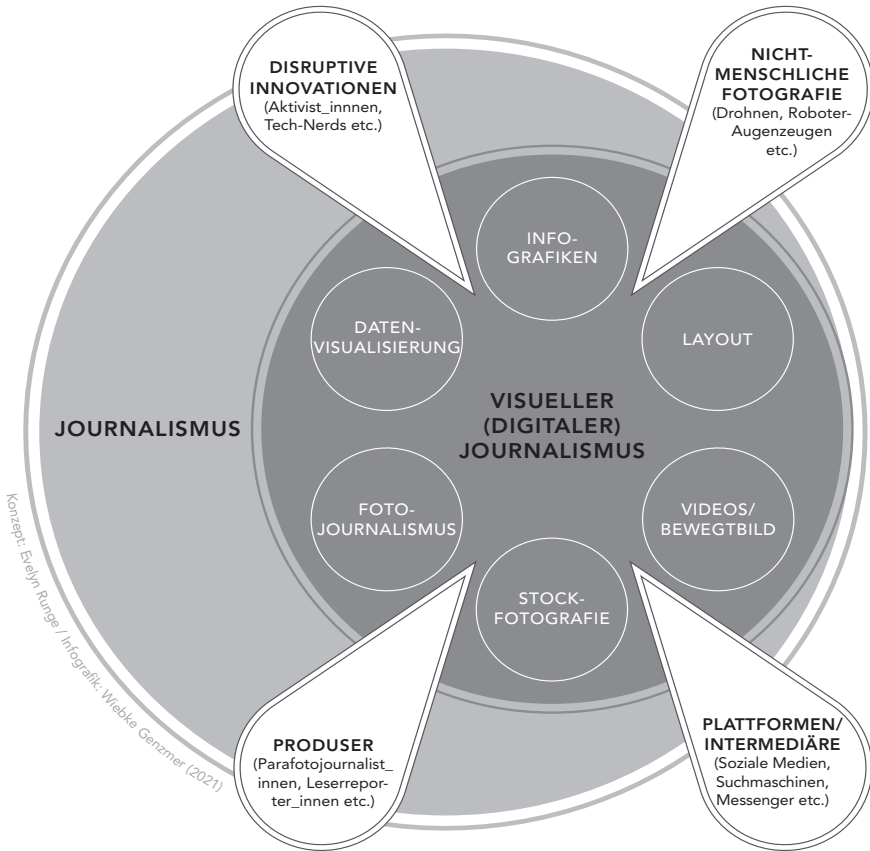 DISRUPTIVE
INNOVATIONEN
(Aktivist_innnen,
Tech-Nerds etc.)
NICHT-
MENSCHLICHE
FOTOGRAFIE
(Drohnen, Roboter-
Augenzeugen
etc.)
INFO-
GRAFIKEN
DATEN-
VISUALISIERUNG
LAYOUT
JOURNALISMUS
VISUELLER
(DIGITALER)
JOURNALISMUS
FOTO-
JOURNALISMUS
VIDEOS/
BEWEGTBILD
STOCK-
FOTOGRAFIE
PRODUSER
(Parafotojournalist_
innen, Leserrepor-
ter_innen etc.)
PLATTFORMEN/
INTERMEDIÄRE
(Soziale Medien,
Suchmaschinen,
Messenger etc.)
Konzept: Evelyn Runge / Infografik: Wiebke Genzmer (2021)